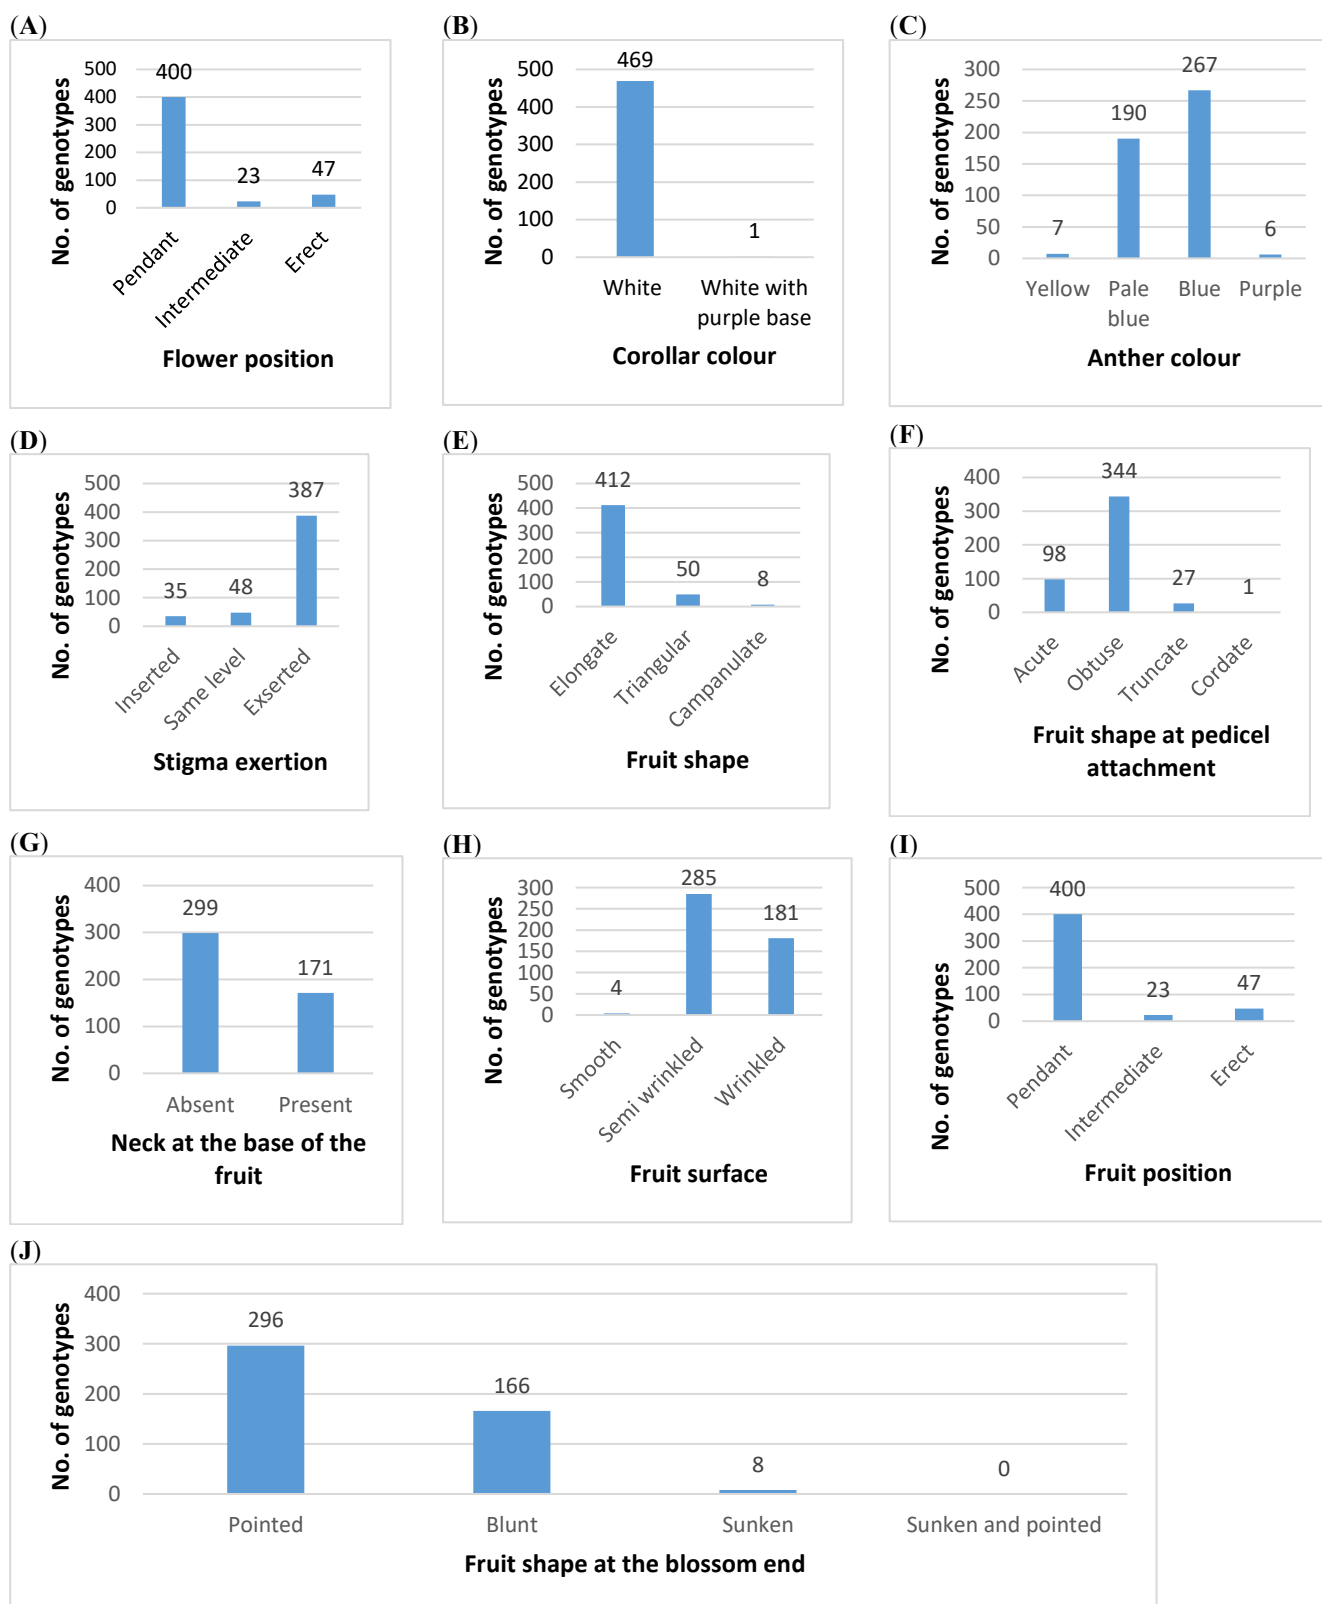 (A)
No. of genotypes
500
400
300
200
100
0
400
23
47
Pendant
Intermediate
Erect
Flower position
(B)
No. of genotypes
500
400
300
200
100
0
469
1
White
White with
purple base
Corollar colour
(C)
No. of genotypes
300
250
200
150
100
50
0
7
190
267
6
Yellow
Pale
blue
Blue
Purple
Anther colour
(D)
No. of genotypes
500
400
300
200
100
0
35
48
387
Inserted
Same level
Exserted
Stigma exertion
(E)
No. of genotypes
500
400
300
200
100
0
412
50
8
Elongate
Triangular
Campanulate
Fruit shape
(F)
No. of genotypes
400
300
200
100
0
98
344
27
1
Acute
Obtuse
Truncate
Cordate
Fruit shape at pedicel
attachment
(G)
No. of genotypes
400
300
200
100
0
299
171
Absent
Present
Neck at the base of the
fruit
(H)
No. of genotypes
300
250
200
150
100
50
0
4
285
181
Smooth
Semi wrinkled
Wrinkled
Fruit surface
(I)
No. of genotypes
500
400
300
200
100
0
400
23
47
Pendant
Intermediate
Erect
Fruit position
(J)
No. of genotypes
400
300
200
100
0
296
166
8
0
Pointed
Blunt
Sunken
Sunken and pointed
Fruit shape at the blossom end